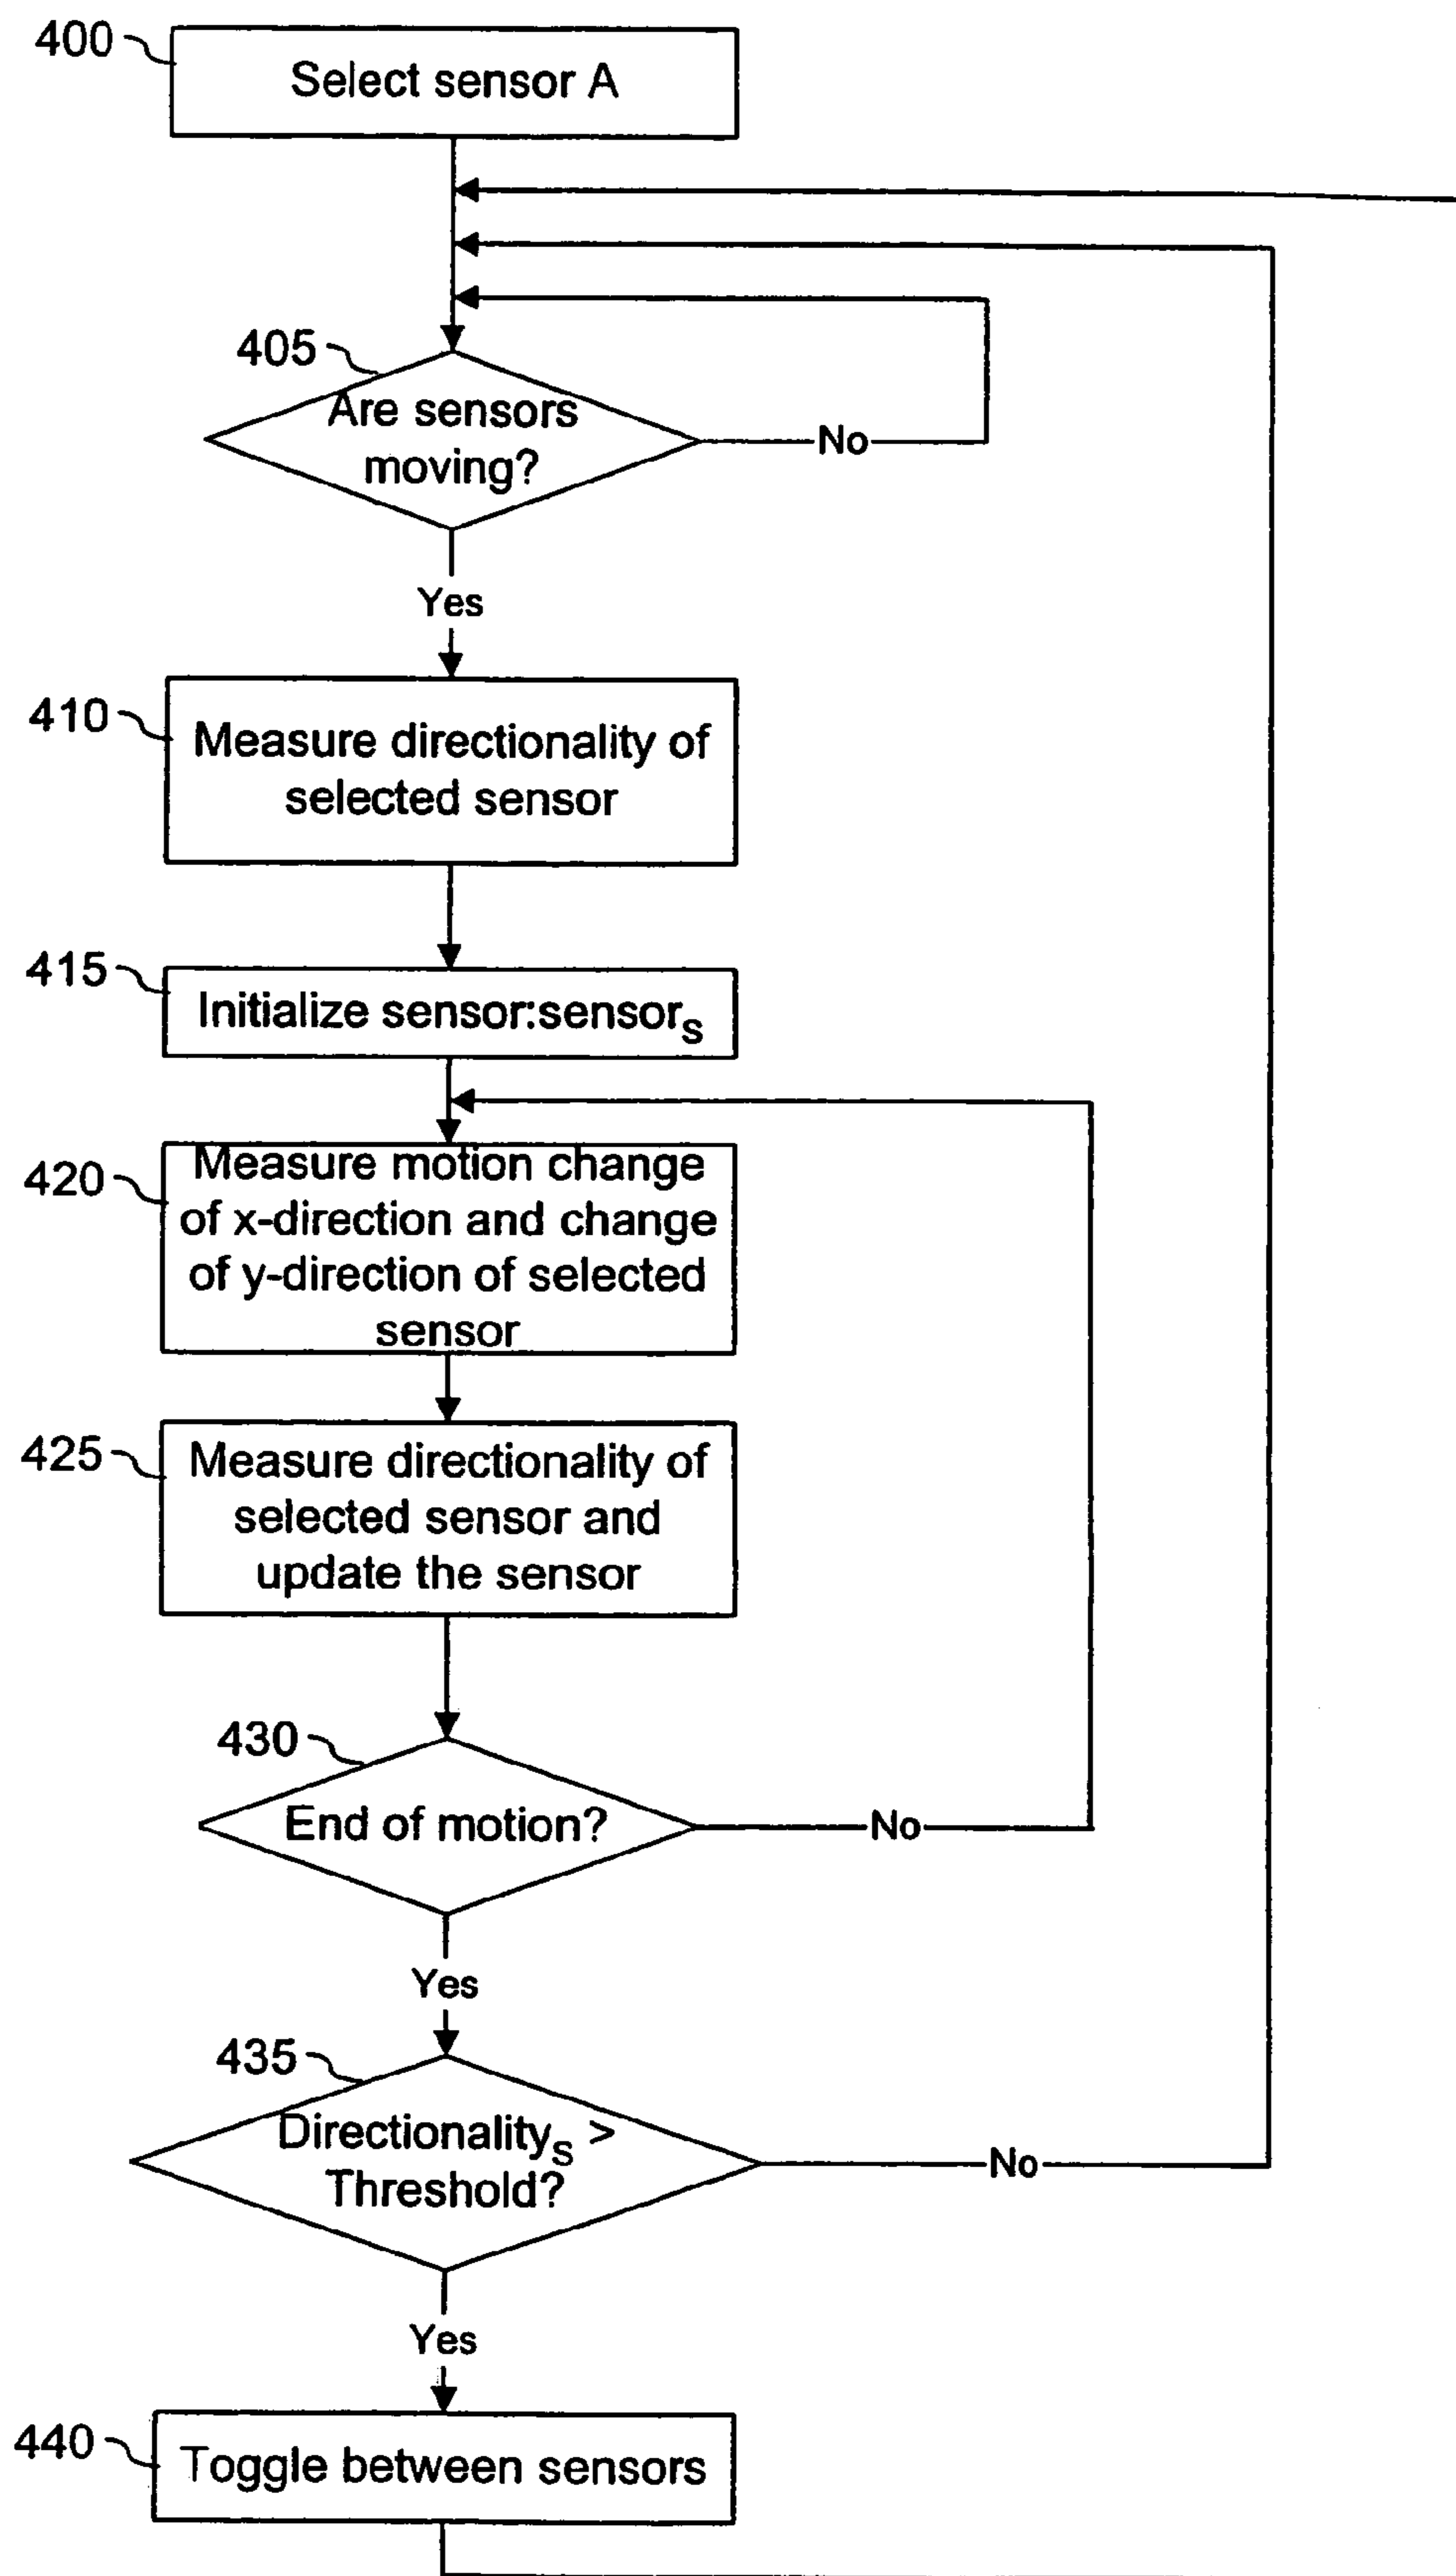 400
Select sensor A
405
Are sensors
moving?
No
Yes
410
Measure directionality of
selected sensor
415
Initialize sensor:sensorS
420
Measure motion change
of x-direction and change
of y-direction of selected
sensor
425
Measure directionality of
selected sensor and
update the sensor
430
End of motion?
No
Yes
435
DirectionalityS >
Threshold?
No
Yes
440
Toggle between sensors